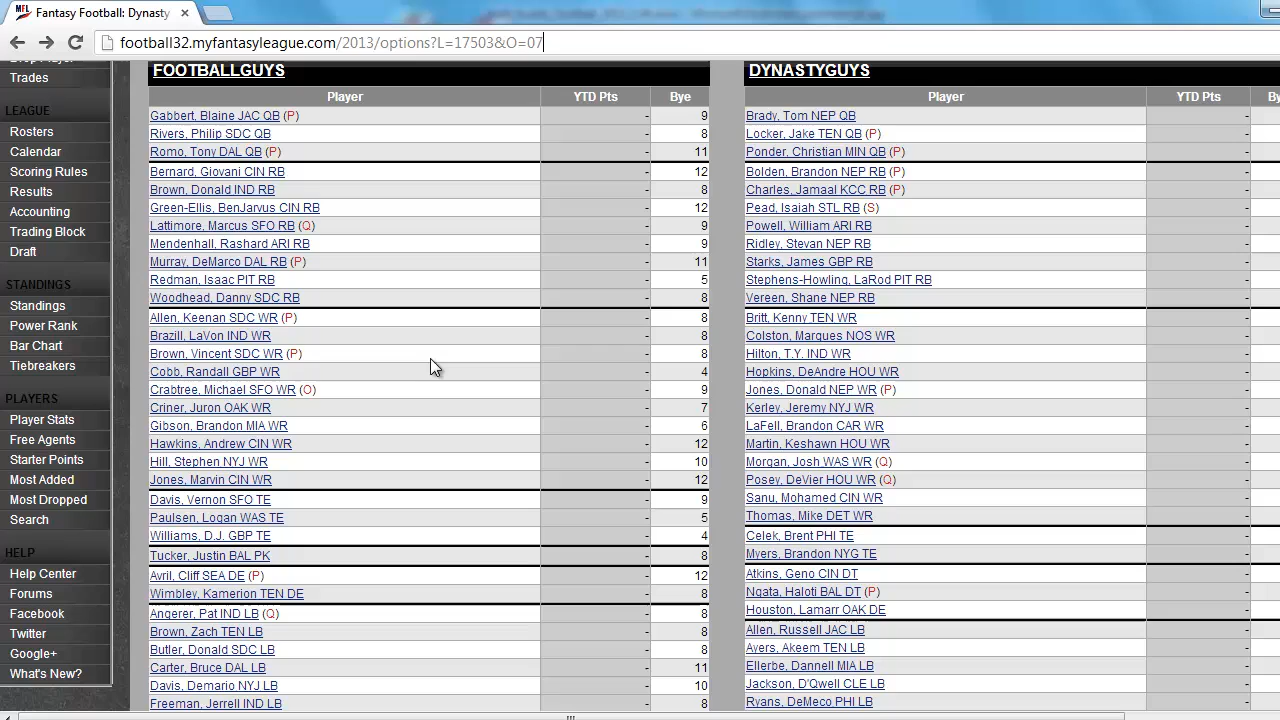 MFL
Fantasy Football: Dynasty
football32.myfantasyleague.com/2013/options?L=17503&O=07
Trades
LEAGUE
Rosters
Calendar
Scoring Rules
Results
Accounting
Trading Block
Draft
STANDINGS
Standings
Power Rank
Bar Chart
Tiebreakers
PLAYERS
Player Stats
Free Agents
Starter Points
Most Added
Most Dropped
Search
HELP
Help Center
Forums
Facebook
Twitter
Google+
What's New?
FOOTBALLGUYS
Player YTD Pts Bye
Gabbert, Blaine JAC QB (P) - 9
Rivers, Philip SDC QB - 8
Romo, Tony DAL QB (P) - 11
Bernard, Giovani CIN RB - 12
Brown, Donald IND RB - 8
Green-Ellis, BenJarvus CIN RB - 12
Lattimore, Marcus SFO RB (Q) - 9
Mendenhall, Rashard ARI RB - 9
Murray, DeMarco DAL RB (P) - 11
Redman, Isaac PIT RB - 5
Woodhead, Danny SDC RB - 8
Allen, Keenan SDC WR (P) - 8
Brazill, LaVon IND WR - 8
Brown, Vincent SDC WR (P) - 8
Cobb, Randall GBP WR - 4
Crabtree, Michael SFO WR (O) - 9
Criner, Juron OAK WR - 7
Gibson, Brandon MIA WR - 6
Hawkins, Andrew CIN WR - 12
Hill, Stephen NYJ WR - 10
Jones, Marvin CIN WR - 12
Davis, Vernon SFO TE - 9
Paulsen, Logan WAS TE - 5
Williams, D.J. GBP TE - 4
Tucker, Justin BAL PK - 8
Avril, Cliff SEA DE (P) - 12
Wimbley, Kamerion TEN DE - 8
Angerer, Pat IND LB (Q) - 8
Brown, Zach TEN LB - 8
Butler, Donald SDC LB - 8
Carter, Bruce DAL LB - 11
Davis, Demario NYJ LB - 10
Freeman, Jerrell IND LB - 8
DYNASTYGUYS
Player YTD Pts
Brady, Tom NEP QB -
Locker, Jake TEN QB (P) -
Ponder, Christian MIN QB (P) -
Bolden, Brandon NEP RB (P) -
Charles, Jamaal KCC RB (P) -
Pead, Isaiah STL RB (S) -
Powell, William ARI RB -
Ridley, Stevan NEP RB -
Starks, James GBP RB -
Stephens-Howling, LaRod PIT RB -
Vereen, Shane NEP RB -
Britt, Kenny TEN WR -
Colston, Marques NOS WR -
Hilton, T.Y. IND WR -
Hopkins, DeAndre HOU WR -
Jones, Donald NEP WR (P) -
Kerley, Jeremy NYJ WR -
LaFell, Brandon CAR WR -
Martin, Keshawn HOU WR -
Morgan, Josh WAS WR (Q) -
Posey, DeVier HOU WR (Q) -
Sanu, Mohamed CIN WR -
Thomas, Mike DET WR -
Celek, Brent PHI TE -
Myers, Brandon NYG TE -
Atkins, Geno CIN DT -
Ngata, Haloti BAL DT (P) -
Houston, Lamarr OAK DE -
Allen, Russell JAC LB -
Ayers, Akeem TEN LB -
Ellerbe, Dannell MIA LB -
Jackson, D'Qwell CLE LB -
Ryans, DeMeco PHI LB -